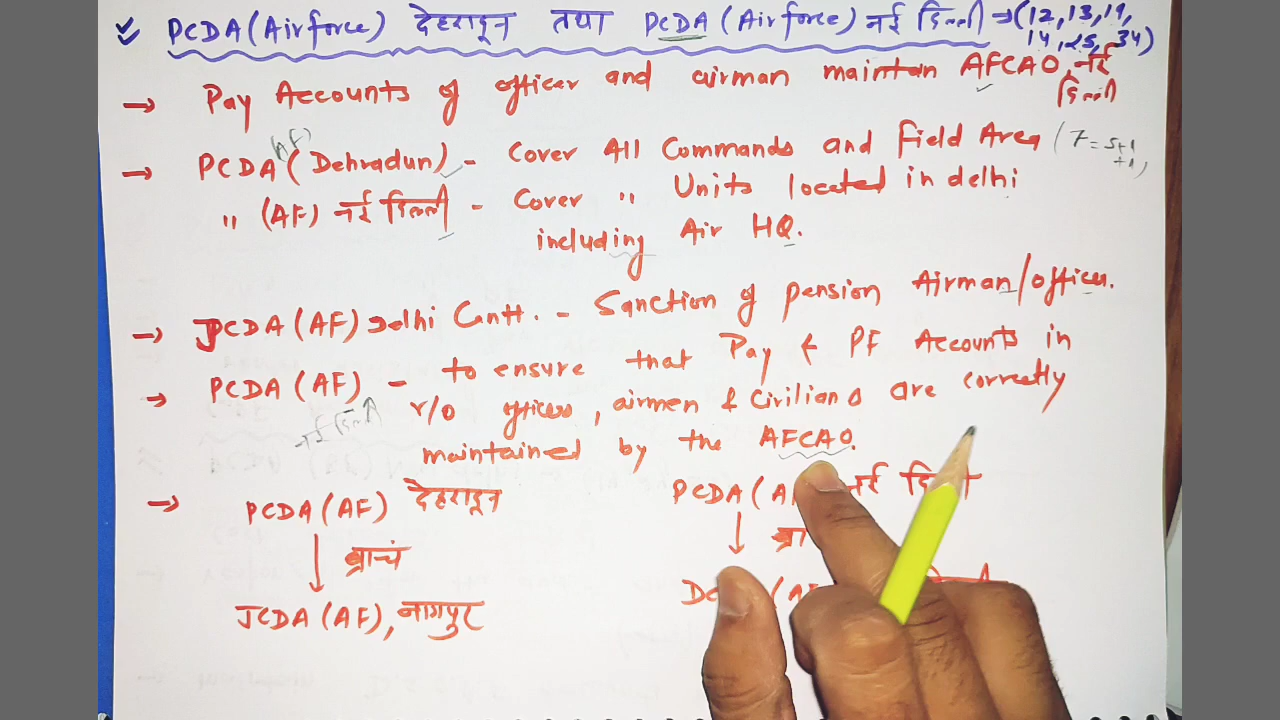 PCDA (Airforce) देहरादून तथा PCDA (Airforce) नई दिल्ली → (12, 13, 19,
14, 25, 34)
→ Pay Accounts of officer and airman maintain AFCAO, नई
दिल्ली
→ PCDA (Dehradun) - Cover All Commands and field Area (7 = 5+1
+1)
AF
" (AF) नई दिल्ली - Cover " Units located in delhi
including Air HQ.
→ JCDA (AF) Delhi Cantt. - Sanction of pension Airman/officer.
→ PCDA (AF) - to ensure that Pay & PF Accounts in
नई दिल्ली
r/o officers, airmen & Civilians are correctly
maintained by the AFCAO.
→ PCDA (AF) देहरादून PCDA (A नई दि
↓ ब्रांच ↓ ब्रा
JCDA (AF), नागपुर